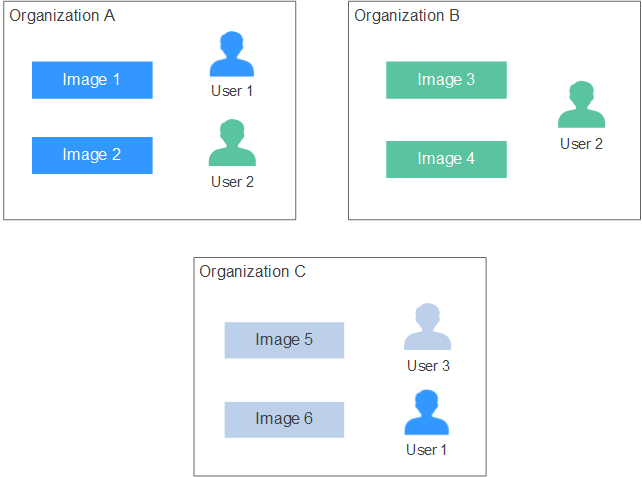 Organization A
Image 1
User 1
Image 2
User 2
Organization B
Image 3
User 2
Image 4
Organization C
Image 5
User 3
Image 6
User 1